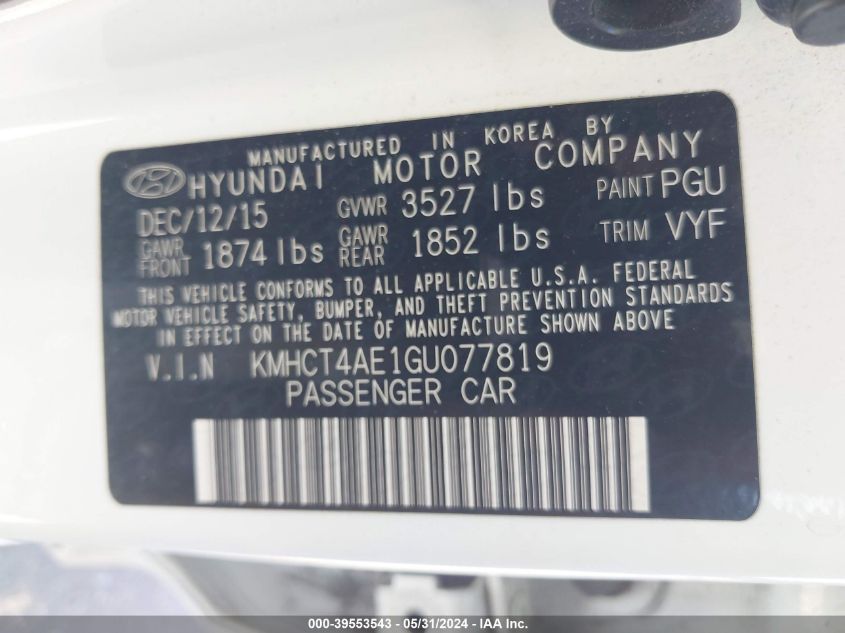 MANUFACTURED IN KOREA BY
HYUNDAI MOTOR COMPANY
DEC/12/15 GVWR 3527 lbs PAINT PGU
GAWR FRONT 1874 lbs GAWR REAR 1852 lbs TRIM VYF
THIS VEHICLE CONFORMS TO ALL APPLICABLE U.S.A. FEDERAL
MOTOR VEHICLE SAFETY, BUMPER, AND THEFT PREVENTION STANDARDS
IN EFFECT ON THE DATE OF MANUFACTURE SHOWN ABOVE
V.I.N KMHCT4AE1GU077819
PASSENGER CAR
000-39553543 - 05/31/2024 - IAA Inc.